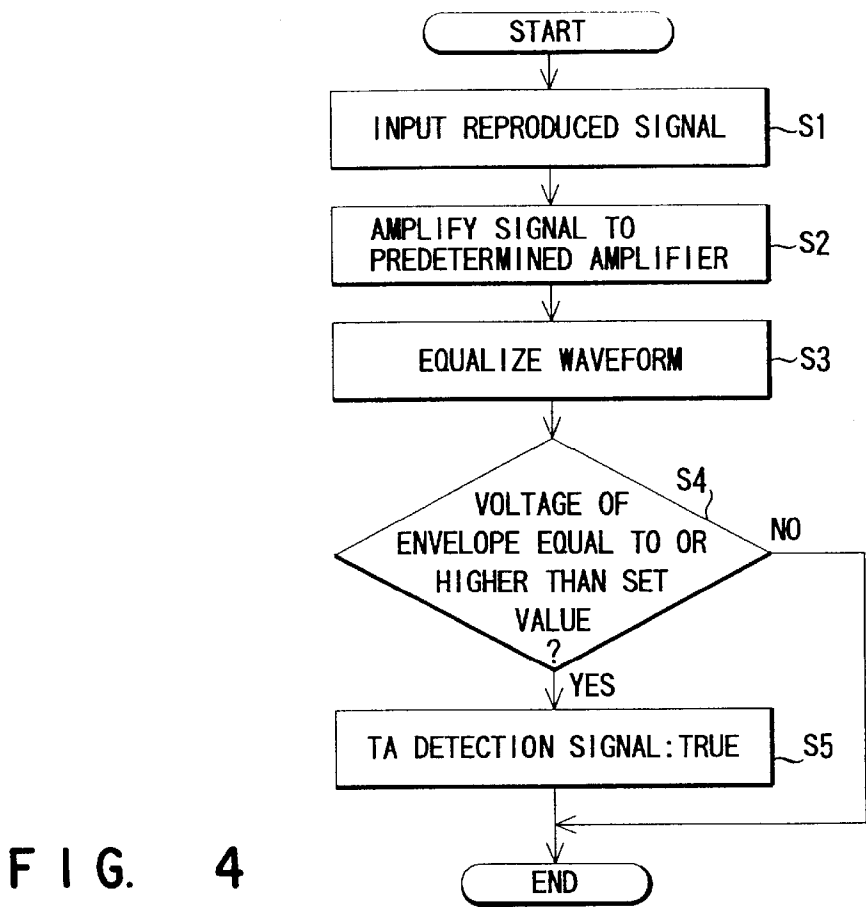 START
INPUT REPRODUCED SIGNAL
S1
AMPLIFY SIGNAL TO
PREDETERMINED AMPLIFIER
S2
EQUALIZE WAVEFORM
S3
S4
VOLTAGE OF
ENVELOPE EQUAL TO OR
HIGHER THAN SET
VALUE
?
NO
YES
TA DETECTION SIGNAL:TRUE
S5
END
FIG. 4